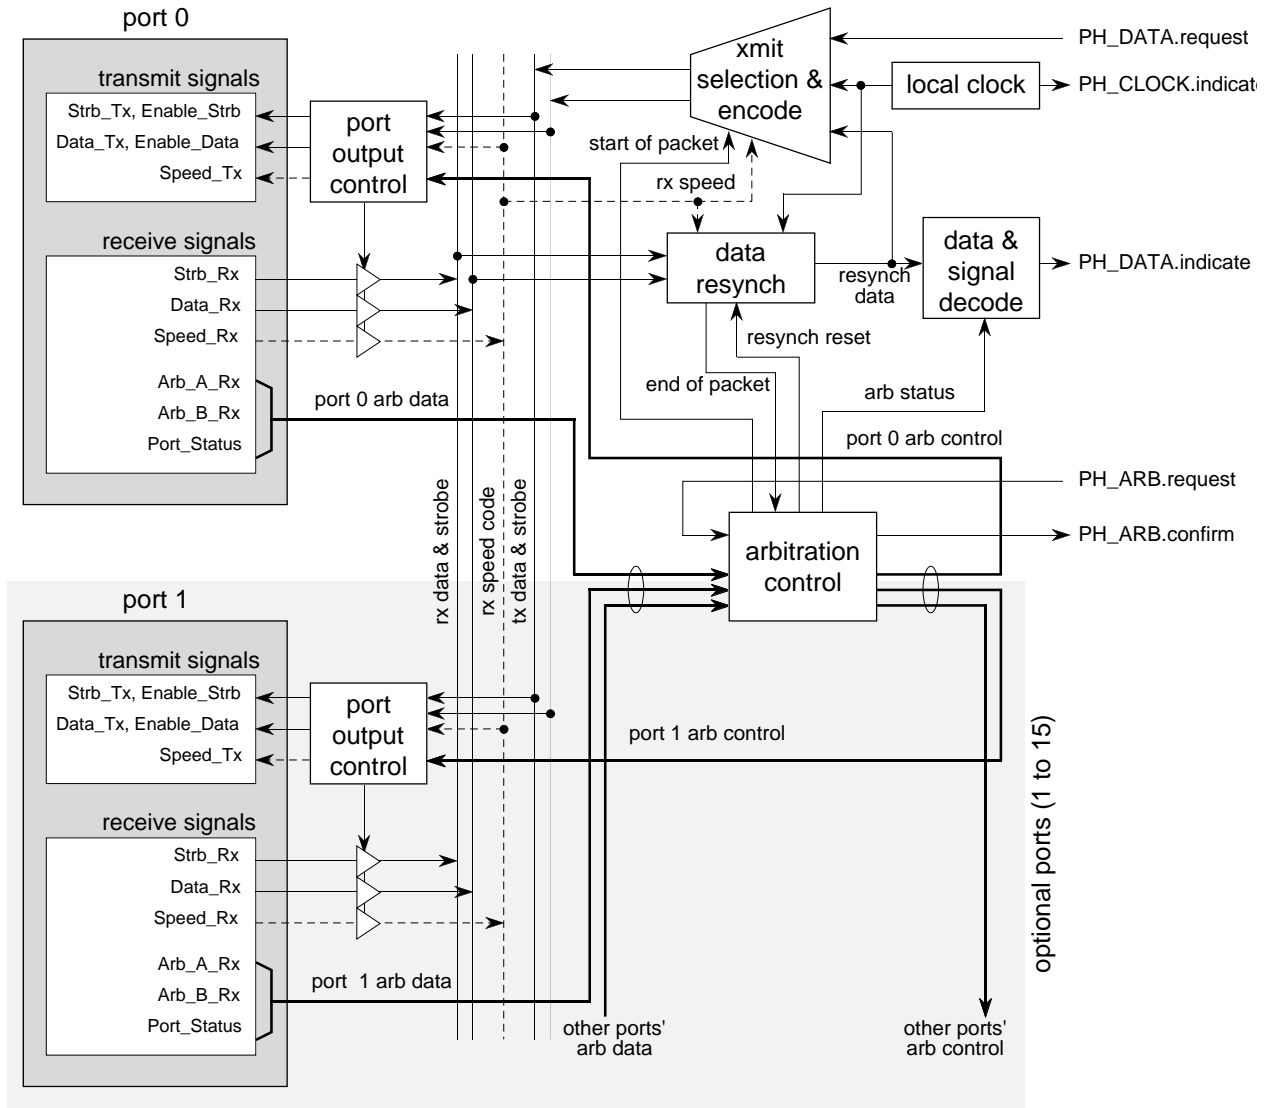 port 0
transmit signals
Strb_Tx, Enable_Strb
Data_Tx, Enable_Data
Speed_Tx
port
output
control
receive signals
Strb_Rx
Data_Rx
Speed_Rx
Arb_A_Rx
Arb_B_Rx
Port_Status
port 0 arb data
xmit
selection &
encode
PH_DATA.request
local clock
PH_CLOCK.indicat
start of packet
rx speed
data
resynch
resynch
data
data &
signal
decode
PH_DATA.indicate
resynch reset
end of packet
arb status
port 0 arb control
PH_ARB.request
PH_ARB.confirm
arbitration
control
rx data & strobe
rx speed code
tx data & strobe
port 1
transmit signals
Strb_Tx, Enable_Strb
Data_Tx, Enable_Data
Speed_Tx
port
output
control
port 1 arb control
receive signals
Strb_Rx
Data_Rx
Speed_Rx
Arb_A_Rx
Arb_B_Rx
Port_Status
port  1 arb data
other ports'
arb data
other ports'
arb control
optional ports (1 to 15)